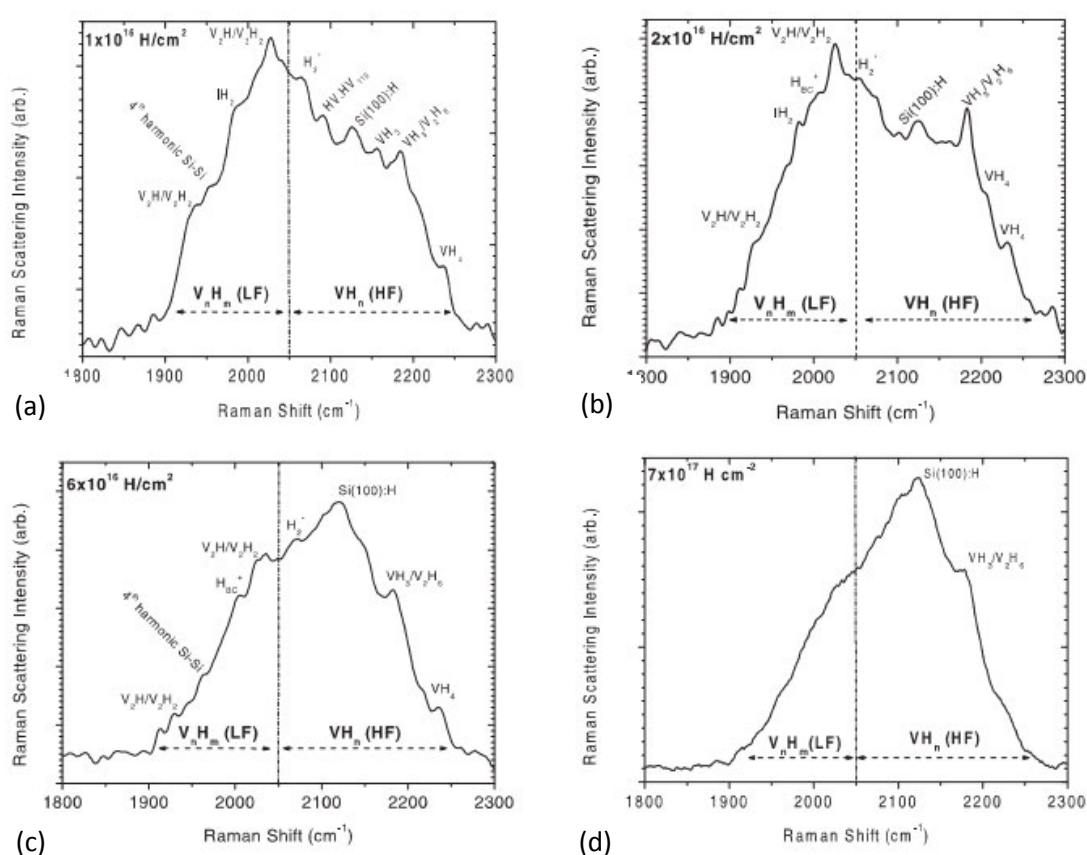 1x10¹⁶ H/cm²
V₂H/V₂H₂
H₂*
HV-HV₁₁₀
Si(100):H
VH₃
VH₃/V₂H₆
IH₂
4ᵗʰ harmonic Si-Si
V₂H/V₂H₂
VH₄
VₙHₘ (LF)
VHₙ (HF)
1900
2000
2100
2200
2300
Raman Shift (cm⁻¹)
Raman Scattering Intensity (arb.)
(a)
2x10¹⁶ H/cm²
V₂H/V₂H₂
H₂*
H_BC⁺
IH₂
Si(100):H
VH₃/V₂H₆
VH₄
VH₄
V₂H/V₂H₂
VₙHₘ (LF)
VHₙ (HF)
1900
2000
2100
2200
2300
Raman Shift (cm⁻¹)
Raman Scattering Intensity (arb.)
(b)
6x10¹⁶ H/cm²
Si(100):H
H₂*
V₂H/V₂H₂
H_BC⁺
VH₃/V₂H₆
4ᵗʰ harmonic Si-Si
V₂H/V₂H₂
VH₄
VₙHₘ (LF)
VHₙ (HF)
1800
1900
2000
2100
2200
2300
Raman Shift (cm⁻¹)
Raman Scattering Intensity (arb.)
(c)
7x10¹⁷ H cm⁻²
Si(100):H
VH₃/V₂H₆
VₙHₘ(LF)
VHₙ (HF)
1800
1900
2000
2100
2200
2300
Raman Shift (cm⁻¹)
Raman Scattering Intensity (arb.)
(d)